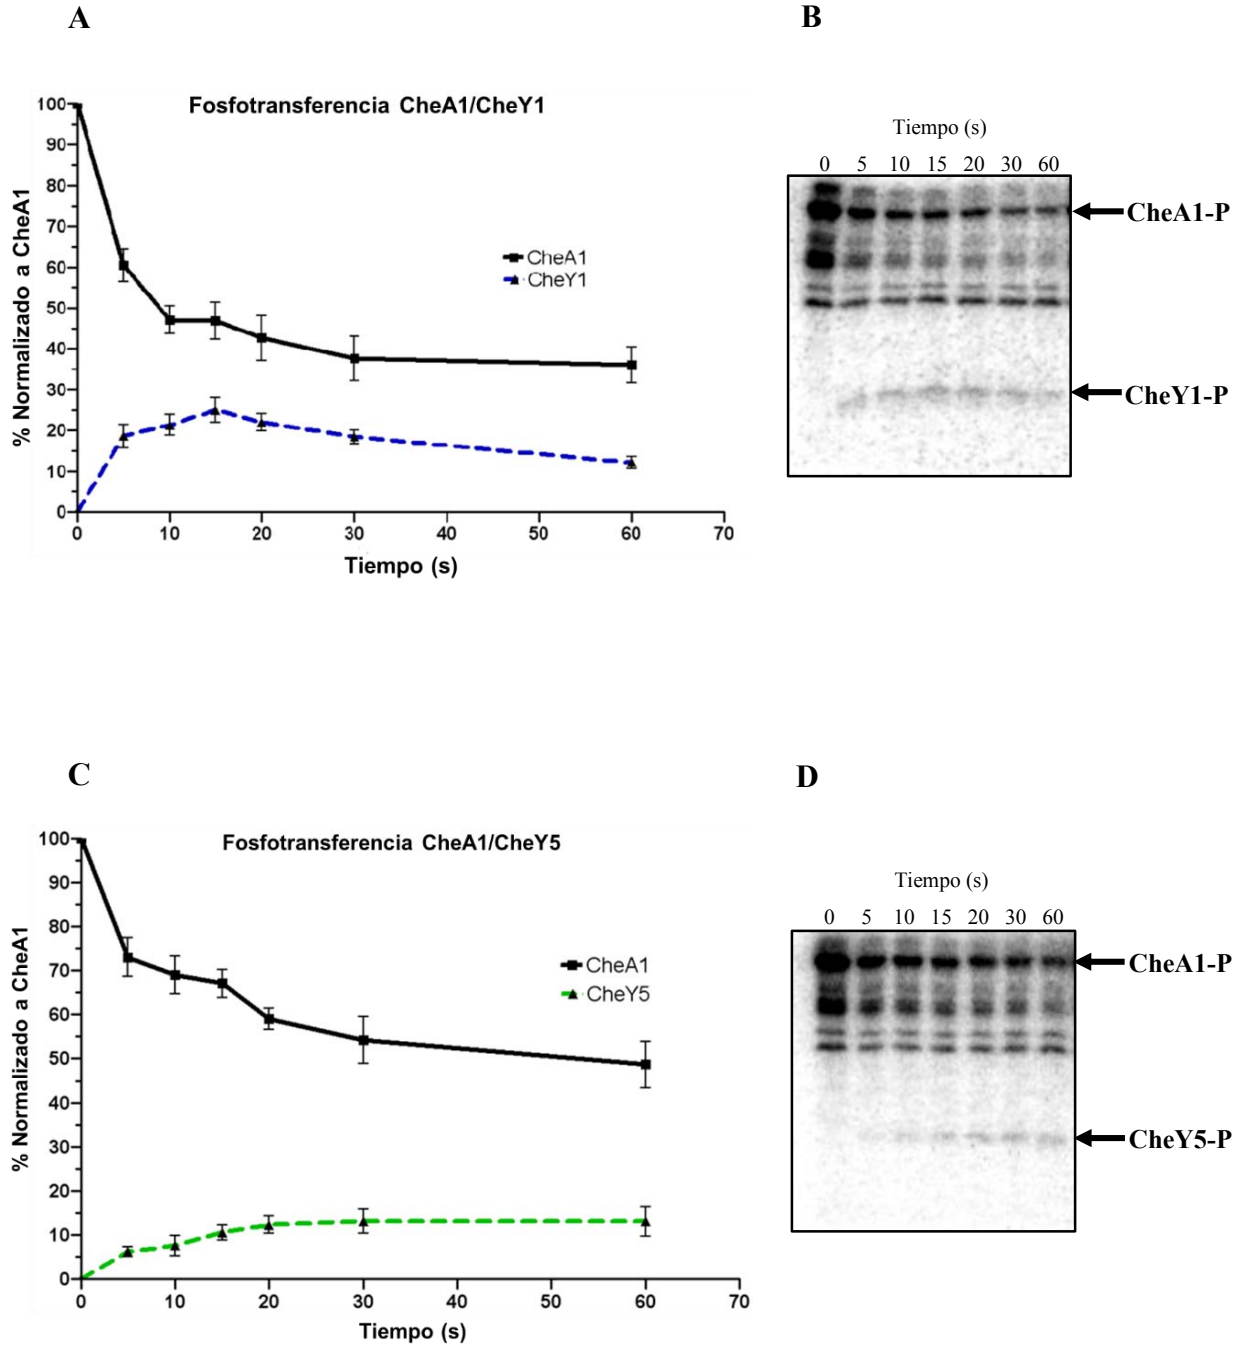 A
Fosfotransferencia CheA1/CheY1
% Normalizado a CheA1
100
90
80
70
60
50
40
30
20
10
0
CheA1
CheY1
0 10 20 30 40 50 60 70
Tiempo (s)
B
Tiempo (s)
0 5 10 15 20 30 60
CheA1-P
CheY1-P
C
Fosfotransferencia CheA1/CheY5
% Normalizado a CheA1
100
90
80
70
60
50
40
30
20
10
0
CheA1
CheY5
0 10 20 30 40 50 60 70
Tiempo (s)
D
Tiempo (s)
0 5 10 15 20 30 60
CheA1-P
CheY5-P